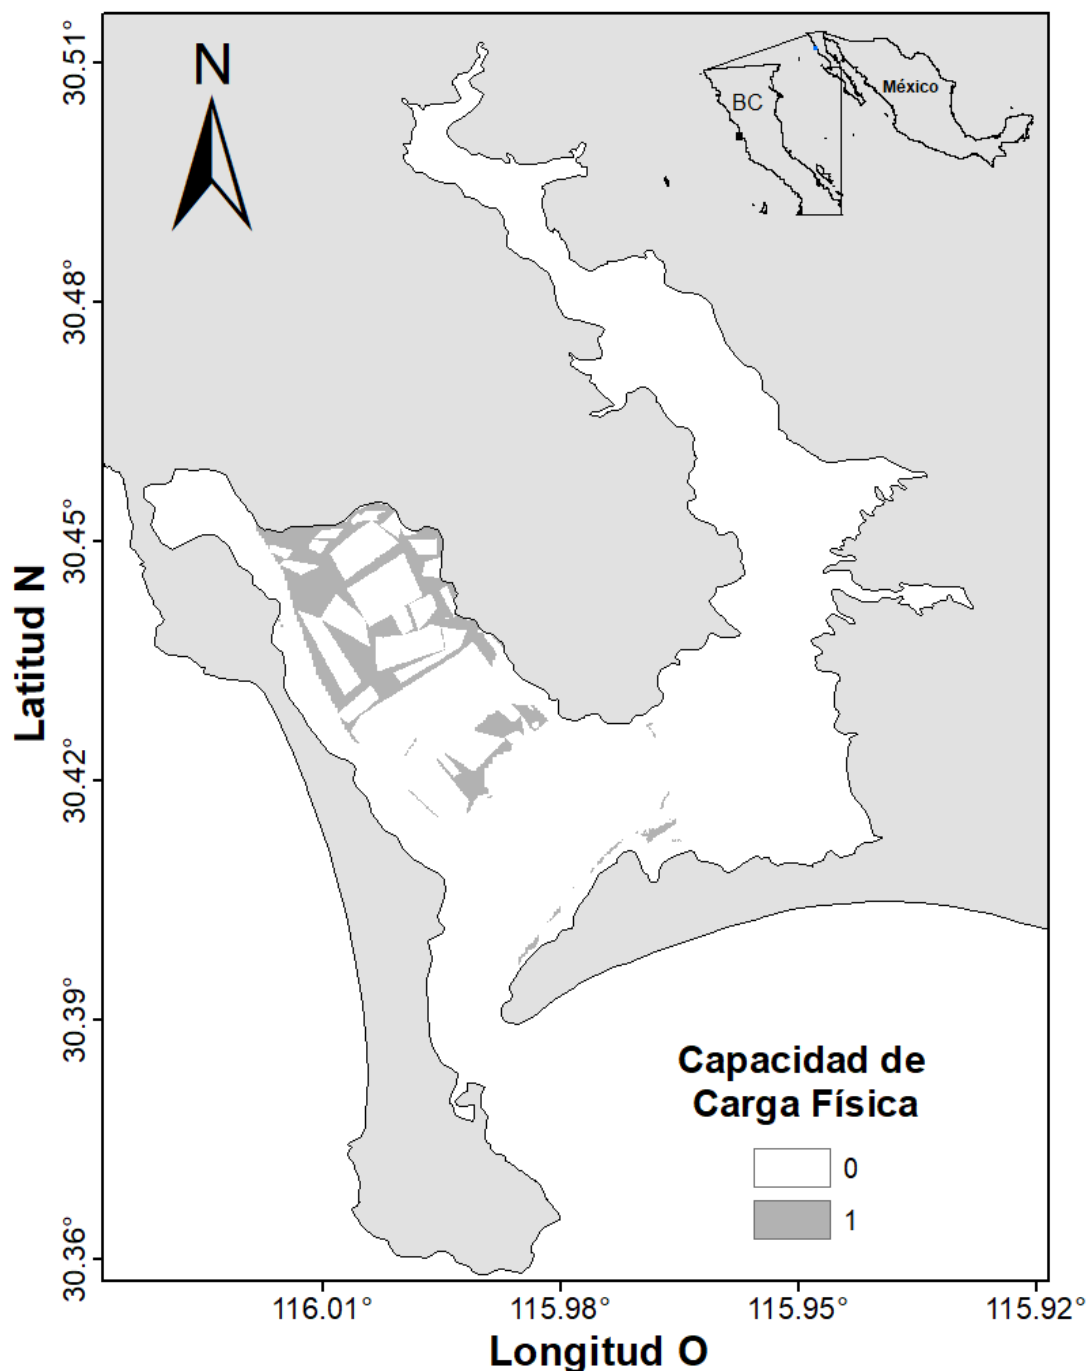 N
BC
México
30.51°
30.48°
30.45°
30.42°
30.39°
30.36°
Latitud N
Capacidad de
Carga Física
0
1
116.01°
115.98°
115.95°
115.92°
Longitud O